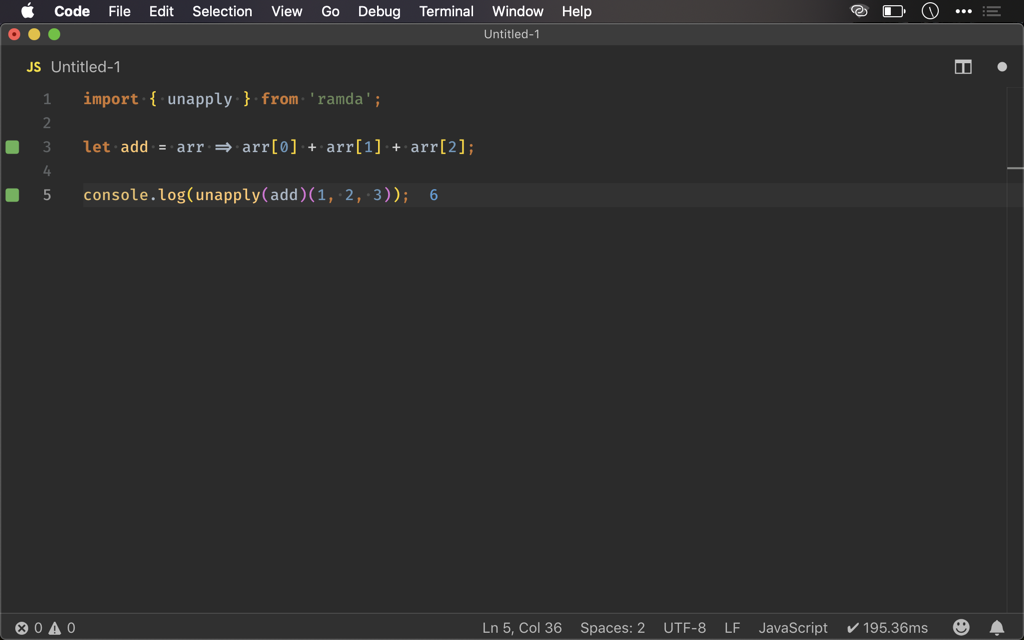 Code File Edit Selection View Go Debug Terminal Window Help
Untitled-1
JS Untitled-1
1 import { unapply } from 'ramda';
2
3 let add = arr => arr[0] + arr[1] + arr[2];
4
5 console.log(unapply(add)(1, 2, 3)); 6
0 0 Ln 5, Col 36 Spaces: 2 UTF-8 LF JavaScript ✔ 195.36ms